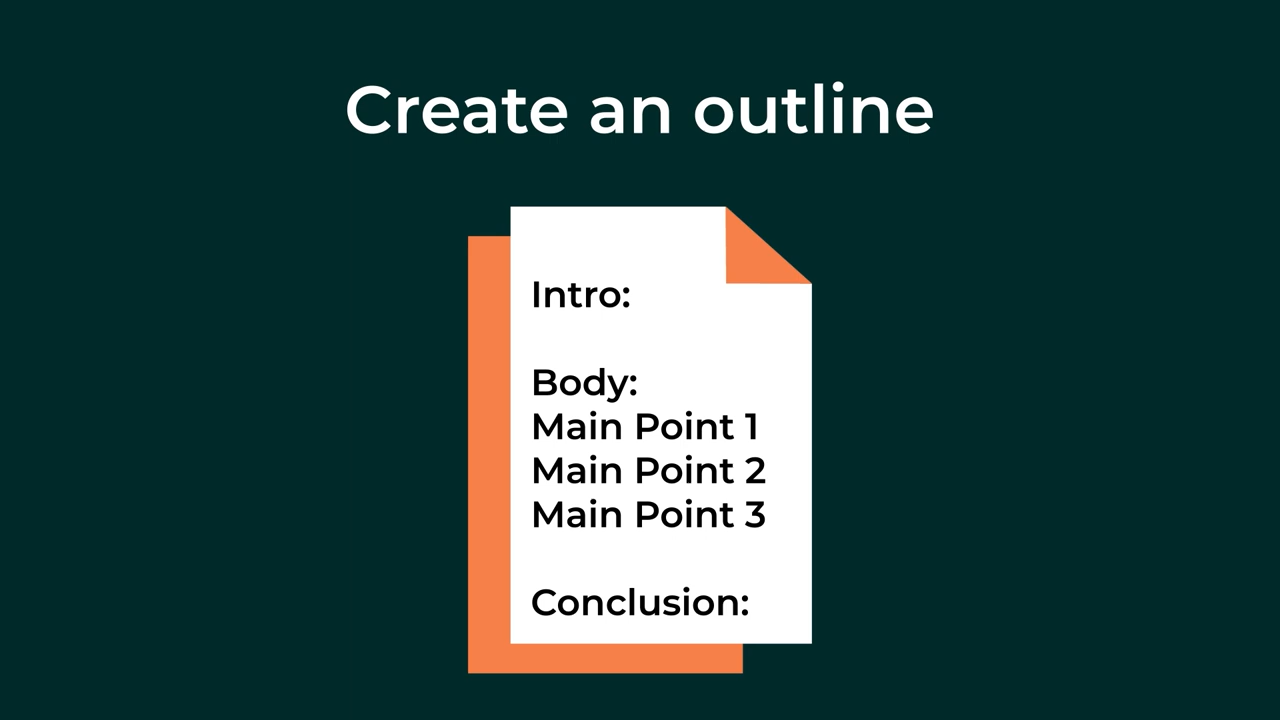 Create an outline
Intro:
Body:
Main Point 1
Main Point 2
Main Point 3
Conclusion: